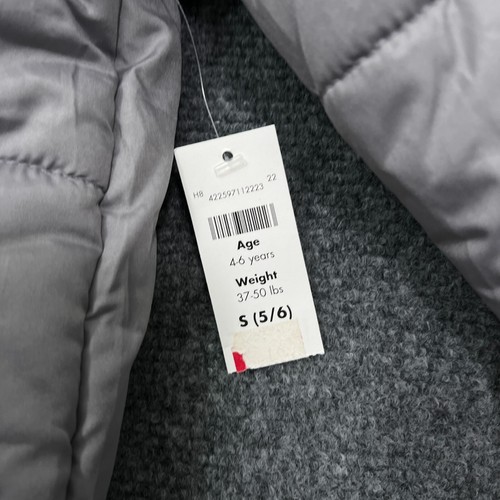 H8 422597112223 22
Age
4-6 years
Weight
37-50 lbs
S (5/6)